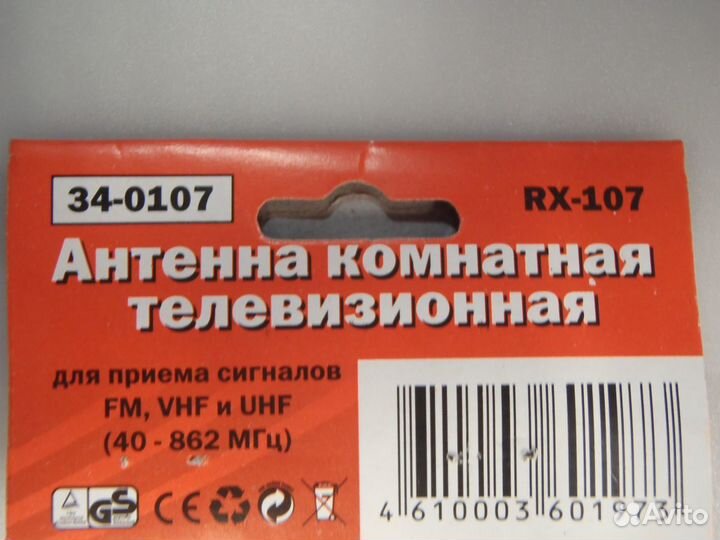 34-0107
RX-107
Антенна комнатная
телевизионная
для приема сигналов
FM, VHF и UHF
(40 - 862 МГц)
GS
CE
4 610003 601973
Avito